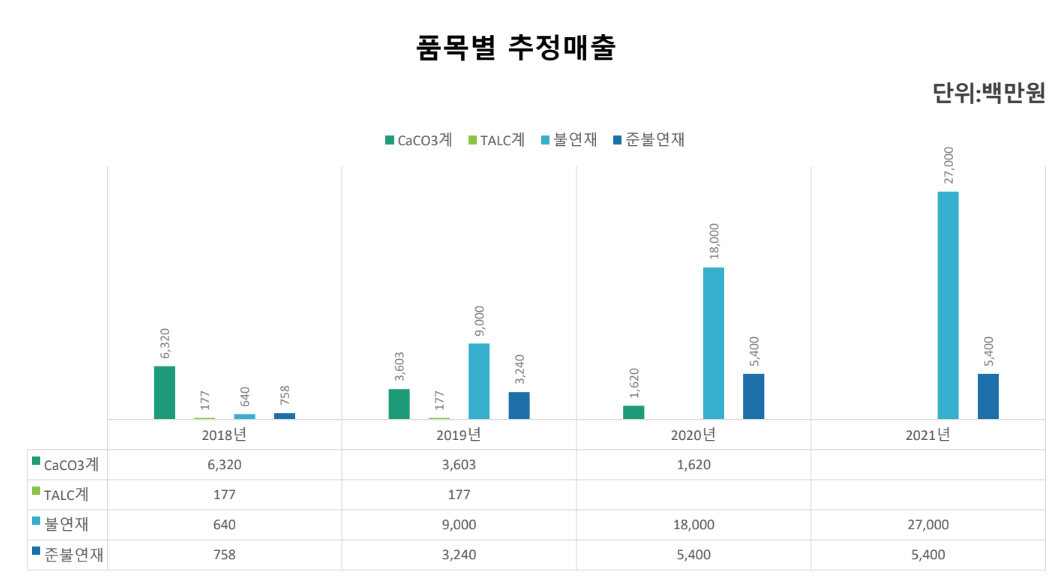 품목별 추정매출
단위:백만원
CaCO3계 TALC계 불연재 준불연재
6,320 177 640 758 3,603 177 9,000 3,240 1,620 18,000 5,400 27,000 5,400
2018년 2019년 2020년 2021년
CaCO3계 6,320 3,603 1,620
TALC계 177 177
불연재 640 9,000 18,000 27,000
준불연재 758 3,240 5,400 5,400